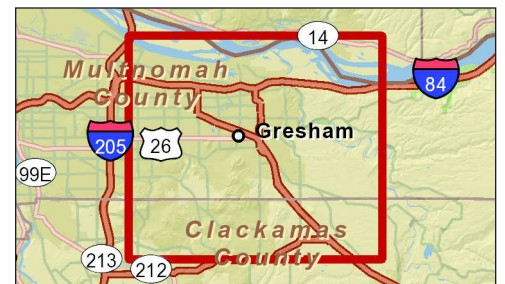 14
Multnomah
County
84
Gresham
205
26
99E
Clackamas
County
213
212